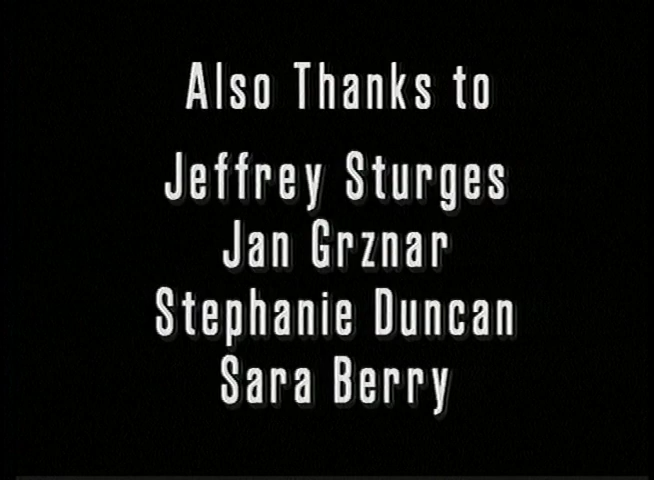 Also Thanks to
Jeffrey Sturges
Jan Grznar
Stephanie Duncan
Sara Berry